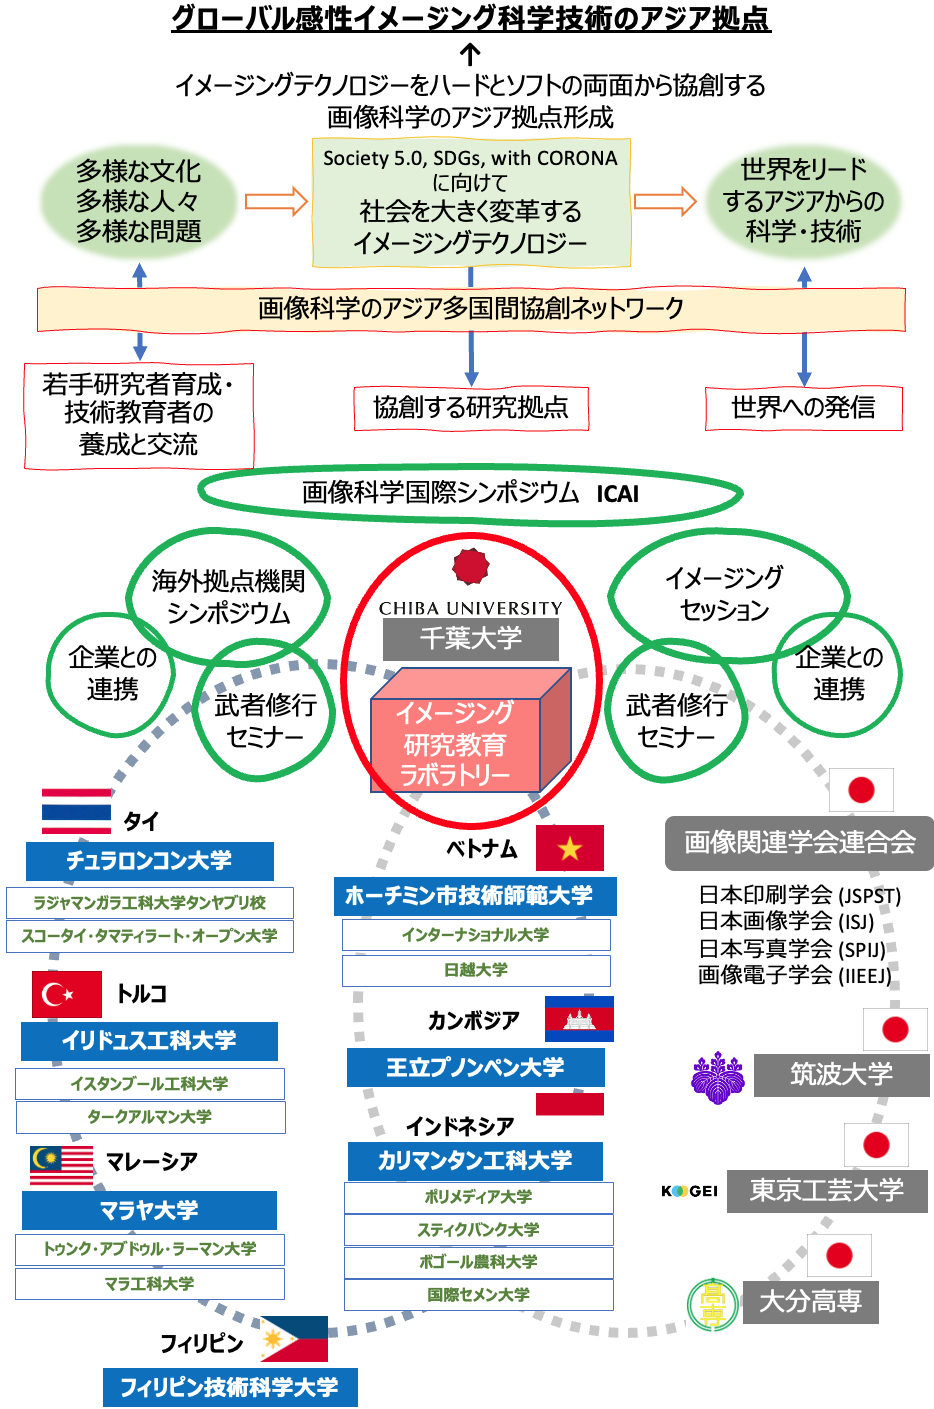 グローバル感性イメージング科学技術のアジア拠点
↑
イメージングテクノロジーをハードとソフトの両面から協創する
画像科学のアジア拠点形成
多様な文化
多様な人々
多様な問題
Society 5.0, SDGs, with CORONA
に向けて
社会を大きく変革する
イメージングテクノロジー
世界をリード
するアジアからの
科学・技術
画像科学のアジア多国間協創ネットワーク
若手研究者育成・
技術教育者の
養成と交流
協創する研究拠点
世界への発信
画像科学国際シンポジウム ICAI
海外拠点機関
シンポジウム
企業との
連携
武者修行
セミナー
CHIBA UNIVERSITY
千葉大学
イメージング
研究教育
ラボラトリー
イメージング
セッション
武者修行
セミナー
企業との
連携
タイ
チュラロンコン大学
ラジャマンガラ工科大学タンヤブリ校
スコータイ・タマティラート・オープン大学
トルコ
イリドュス工科大学
イスタンブール工科大学
タークアルマン大学
マレーシア
マラヤ大学
トゥンク・アブドゥル・ラーマン大学
マラ工科大学
フィリピン
フィリピン技術科学大学
ベトナム
ホーチミン市技術師範大学
インターナショナル大学
日越大学
カンボジア
王立プノンペン大学
インドネシア
カリマンタン工科大学
ポリメディア大学
スティクバンク大学
ボゴール農科大学
国際セメン大学
画像関連学会連合会
日本印刷学会 (JSPST)
日本画像学会 (ISJ)
日本写真学会 (SPIJ)
画像電子学会 (IIEEJ)
筑波大学
KOGEI
東京工芸大学
高専
大分高専